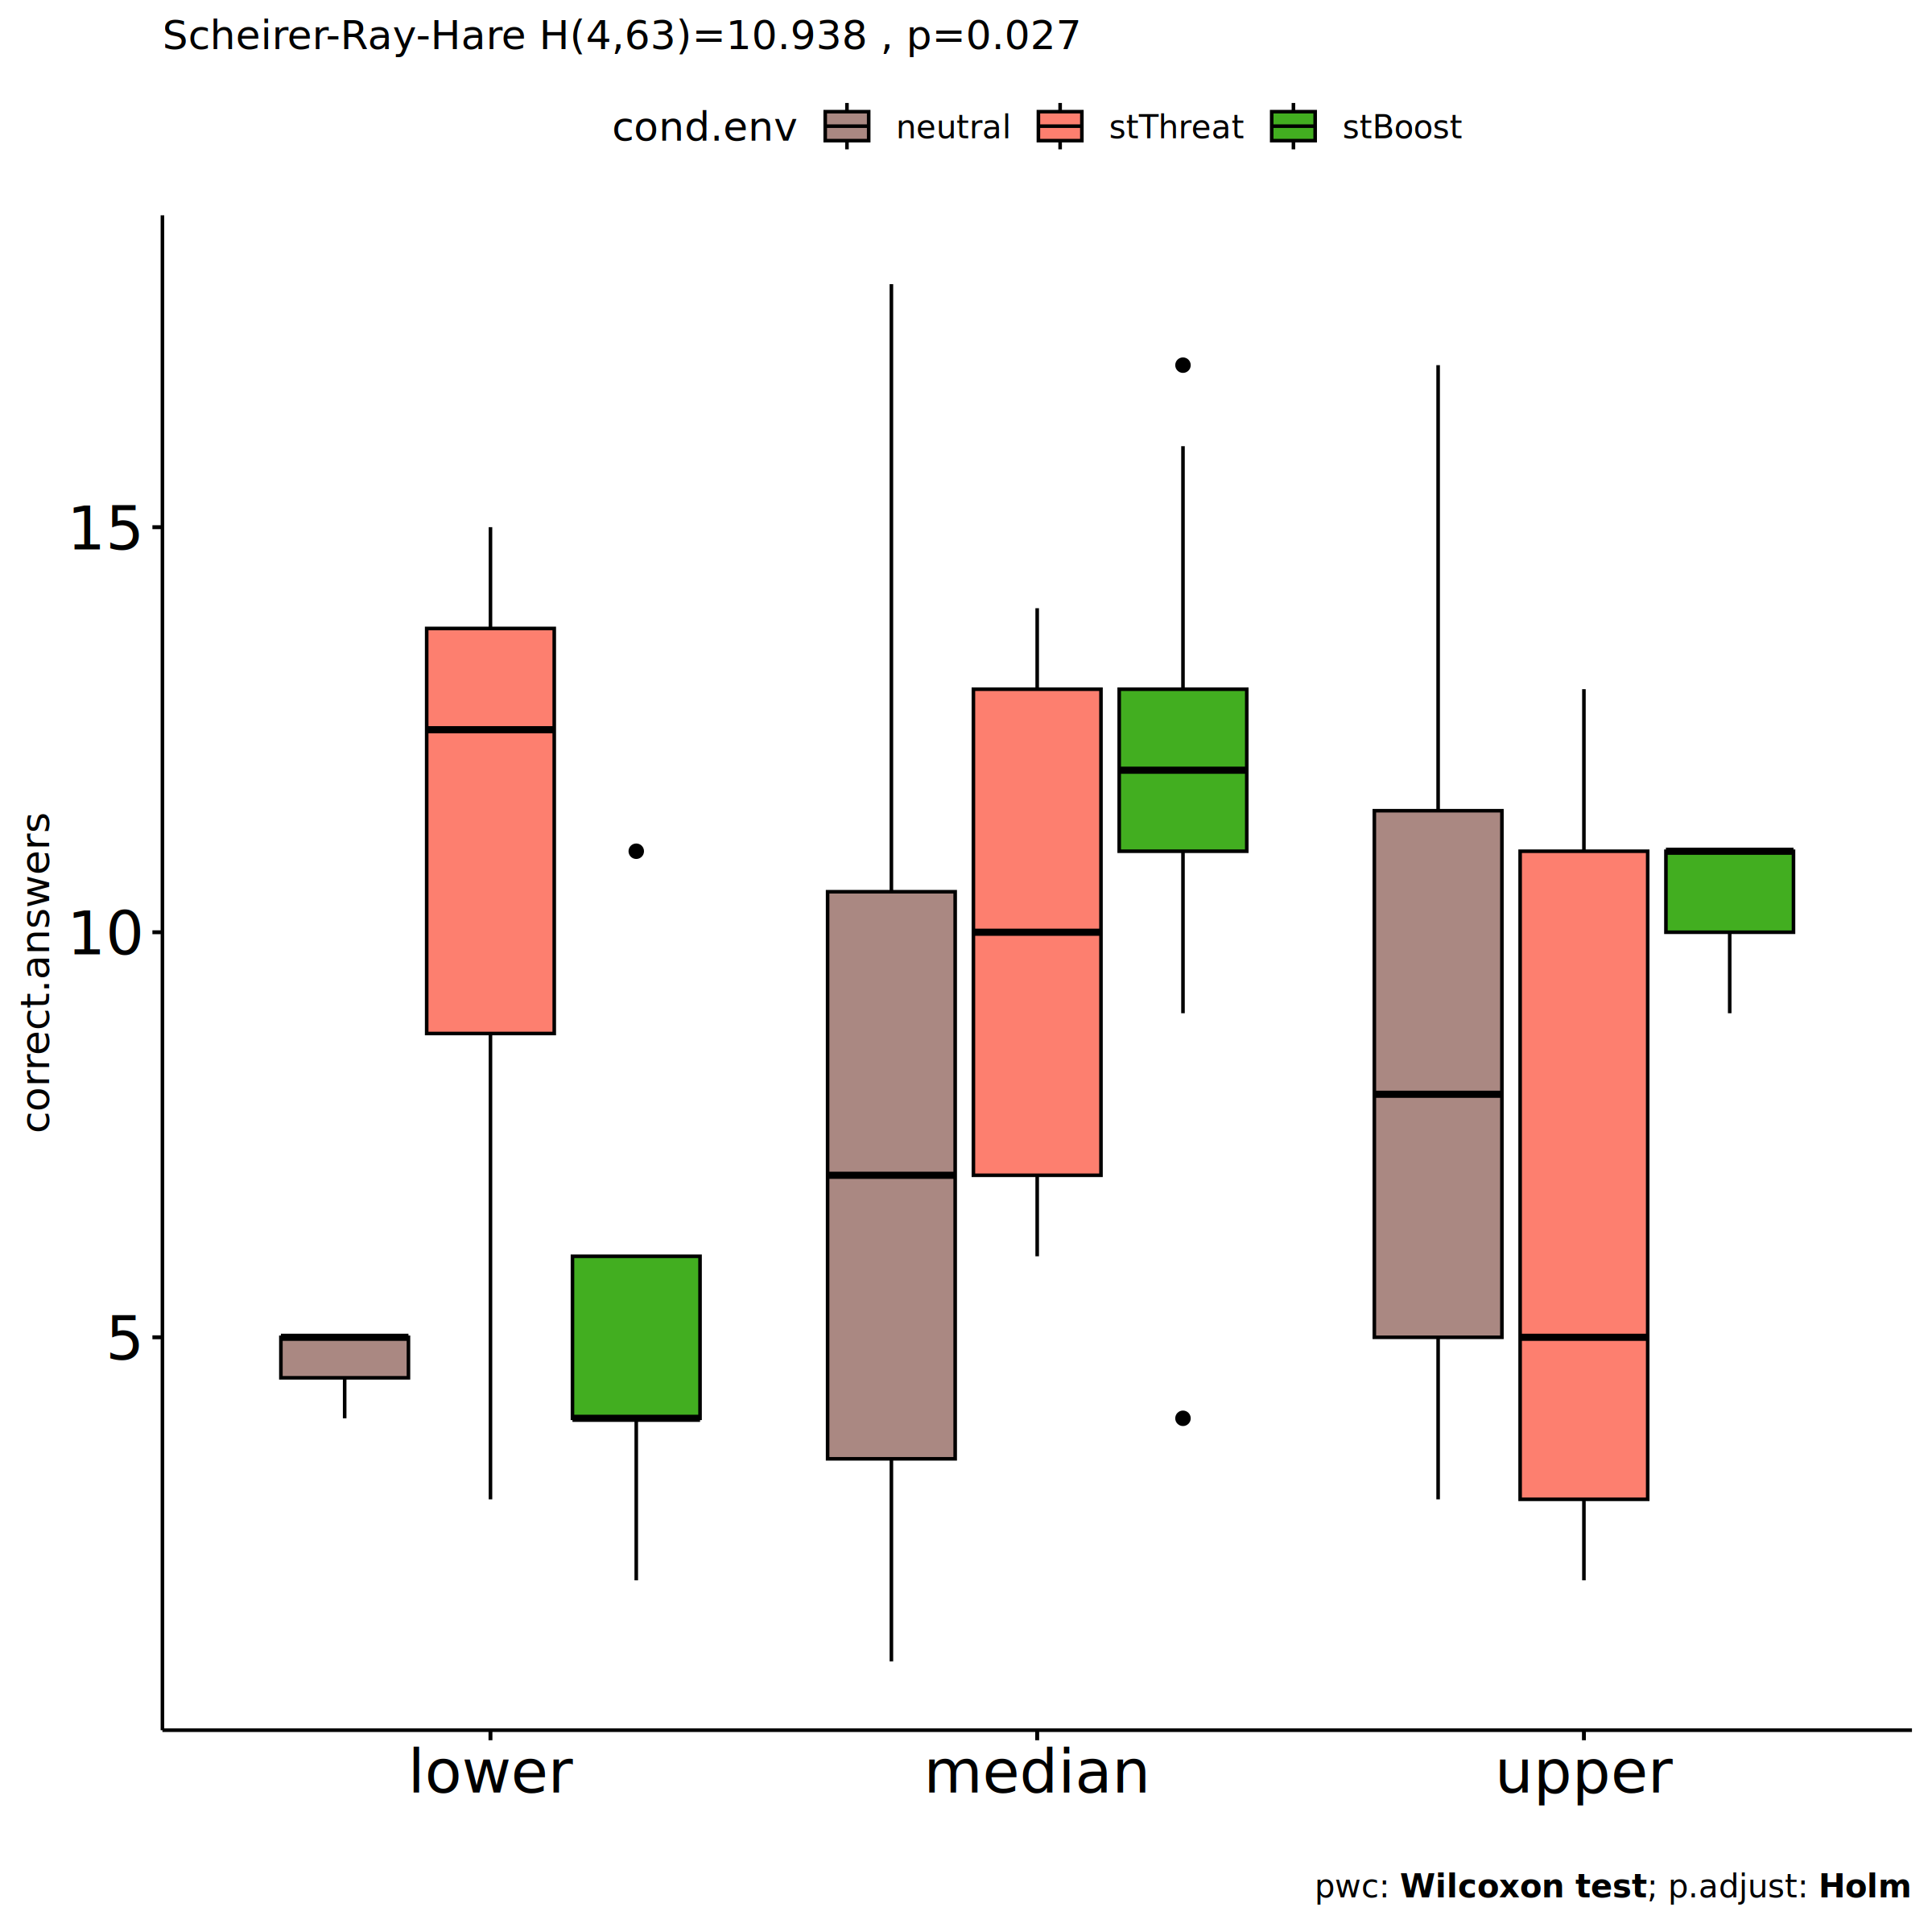 Scheirer-Ray-Hare H(4,63)=10.938 , p=0.027
cond.env neutral stThreat stBoost
correct.answers
15
10
5
lower median upper
pwc: Wilcoxon test; p.adjust: Holm